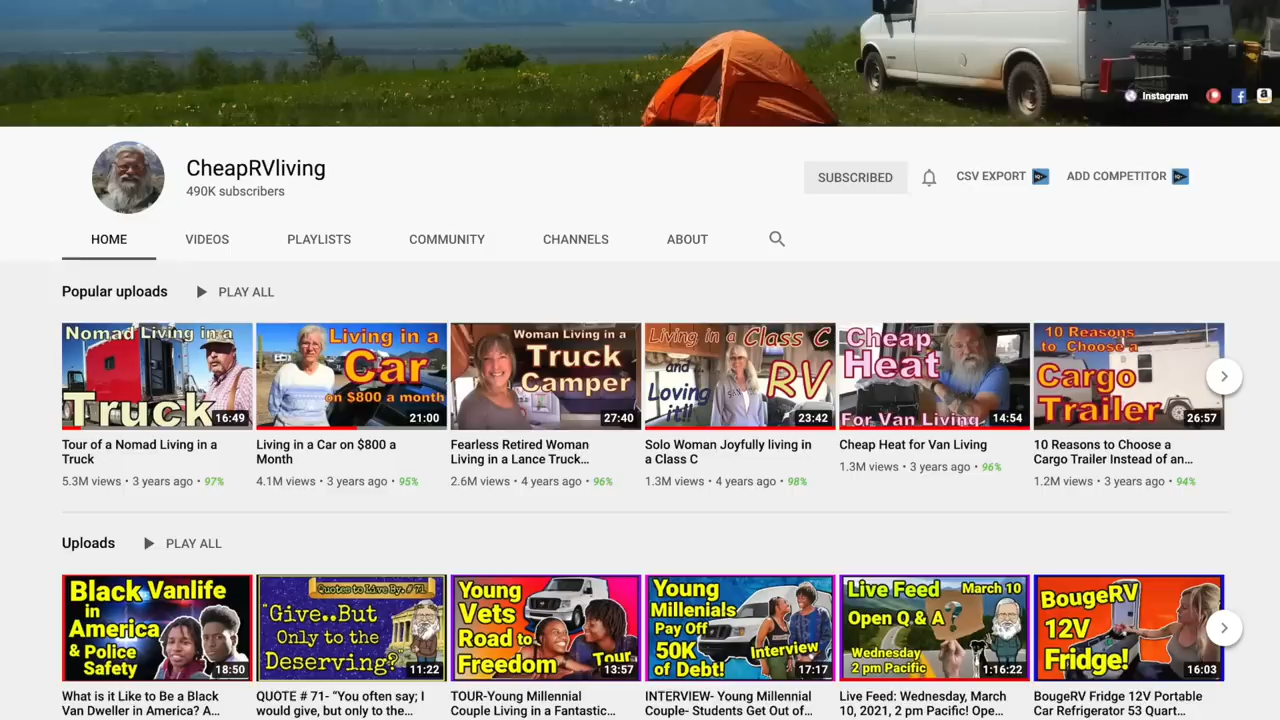 Instagram
CheapRVliving
490K subscribers
SUBSCRIBED
CSV EXPORT
ADD COMPETITOR
HOME
VIDEOS
PLAYLISTS
COMMUNITY
CHANNELS
ABOUT
Popular uploads
PLAY ALL
Nomad Living in a
Truck
16:49
Tour of a Nomad Living in a
Truck
5.3M views • 3 years ago • 97%
Living in a
Car
on $800 a month
21:00
Living in a Car on $800 a
Month
4.1M views • 3 years ago • 95%
Woman Living in a
Truck
Camper
27:40
Fearless Retired Woman
Living in a Lance Truck...
2.6M views • 4 years ago • 96%
Living in a Class C
and...
RV
Loving
it!!
23:42
Solo Woman Joyfully living in
a Class C
1.3M views • 4 years ago • 98%
Cheap
Heat
For Van Living
14:54
Cheap Heat for Van Living
1.3M views • 3 years ago • 96%
10 Reasons
to Choose a
Cargo
Trailer
26:57
10 Reasons to Choose a
Cargo Trailer Instead of an...
1.2M views • 3 years ago • 94%
Uploads
PLAY ALL
Black Vanlife
in
America
& Police
Safety
18:50
What is it Like to Be a Black
Van Dweller in America? A...
Quotes to Live By. # 71
"Give..But
Only to the
Deserving?"
11:22
QUOTE # 71- “You often say; I
would give, but only to the...
Young
Vets
Road to
Freedom
Tour
13:57
TOUR-Young Millennial
Couple Living in a Fantastic...
Young
Millenials
Pay Off
50K
of Debt!
Interview
17:17
INTERVIEW- Young Millennial
Couple- Students Get Out of...
Live Feed
March 10
Open Q & A
?
Wednesday
2 pm Pacific
1:16:22
Live Feed: Wednesday, March
10, 2021, 2 pm Pacific! Ope...
BougeRV
12V
Fridge!
16:03
BougeRV Fridge 12V Portable
Car Refrigerator 53 Quart...